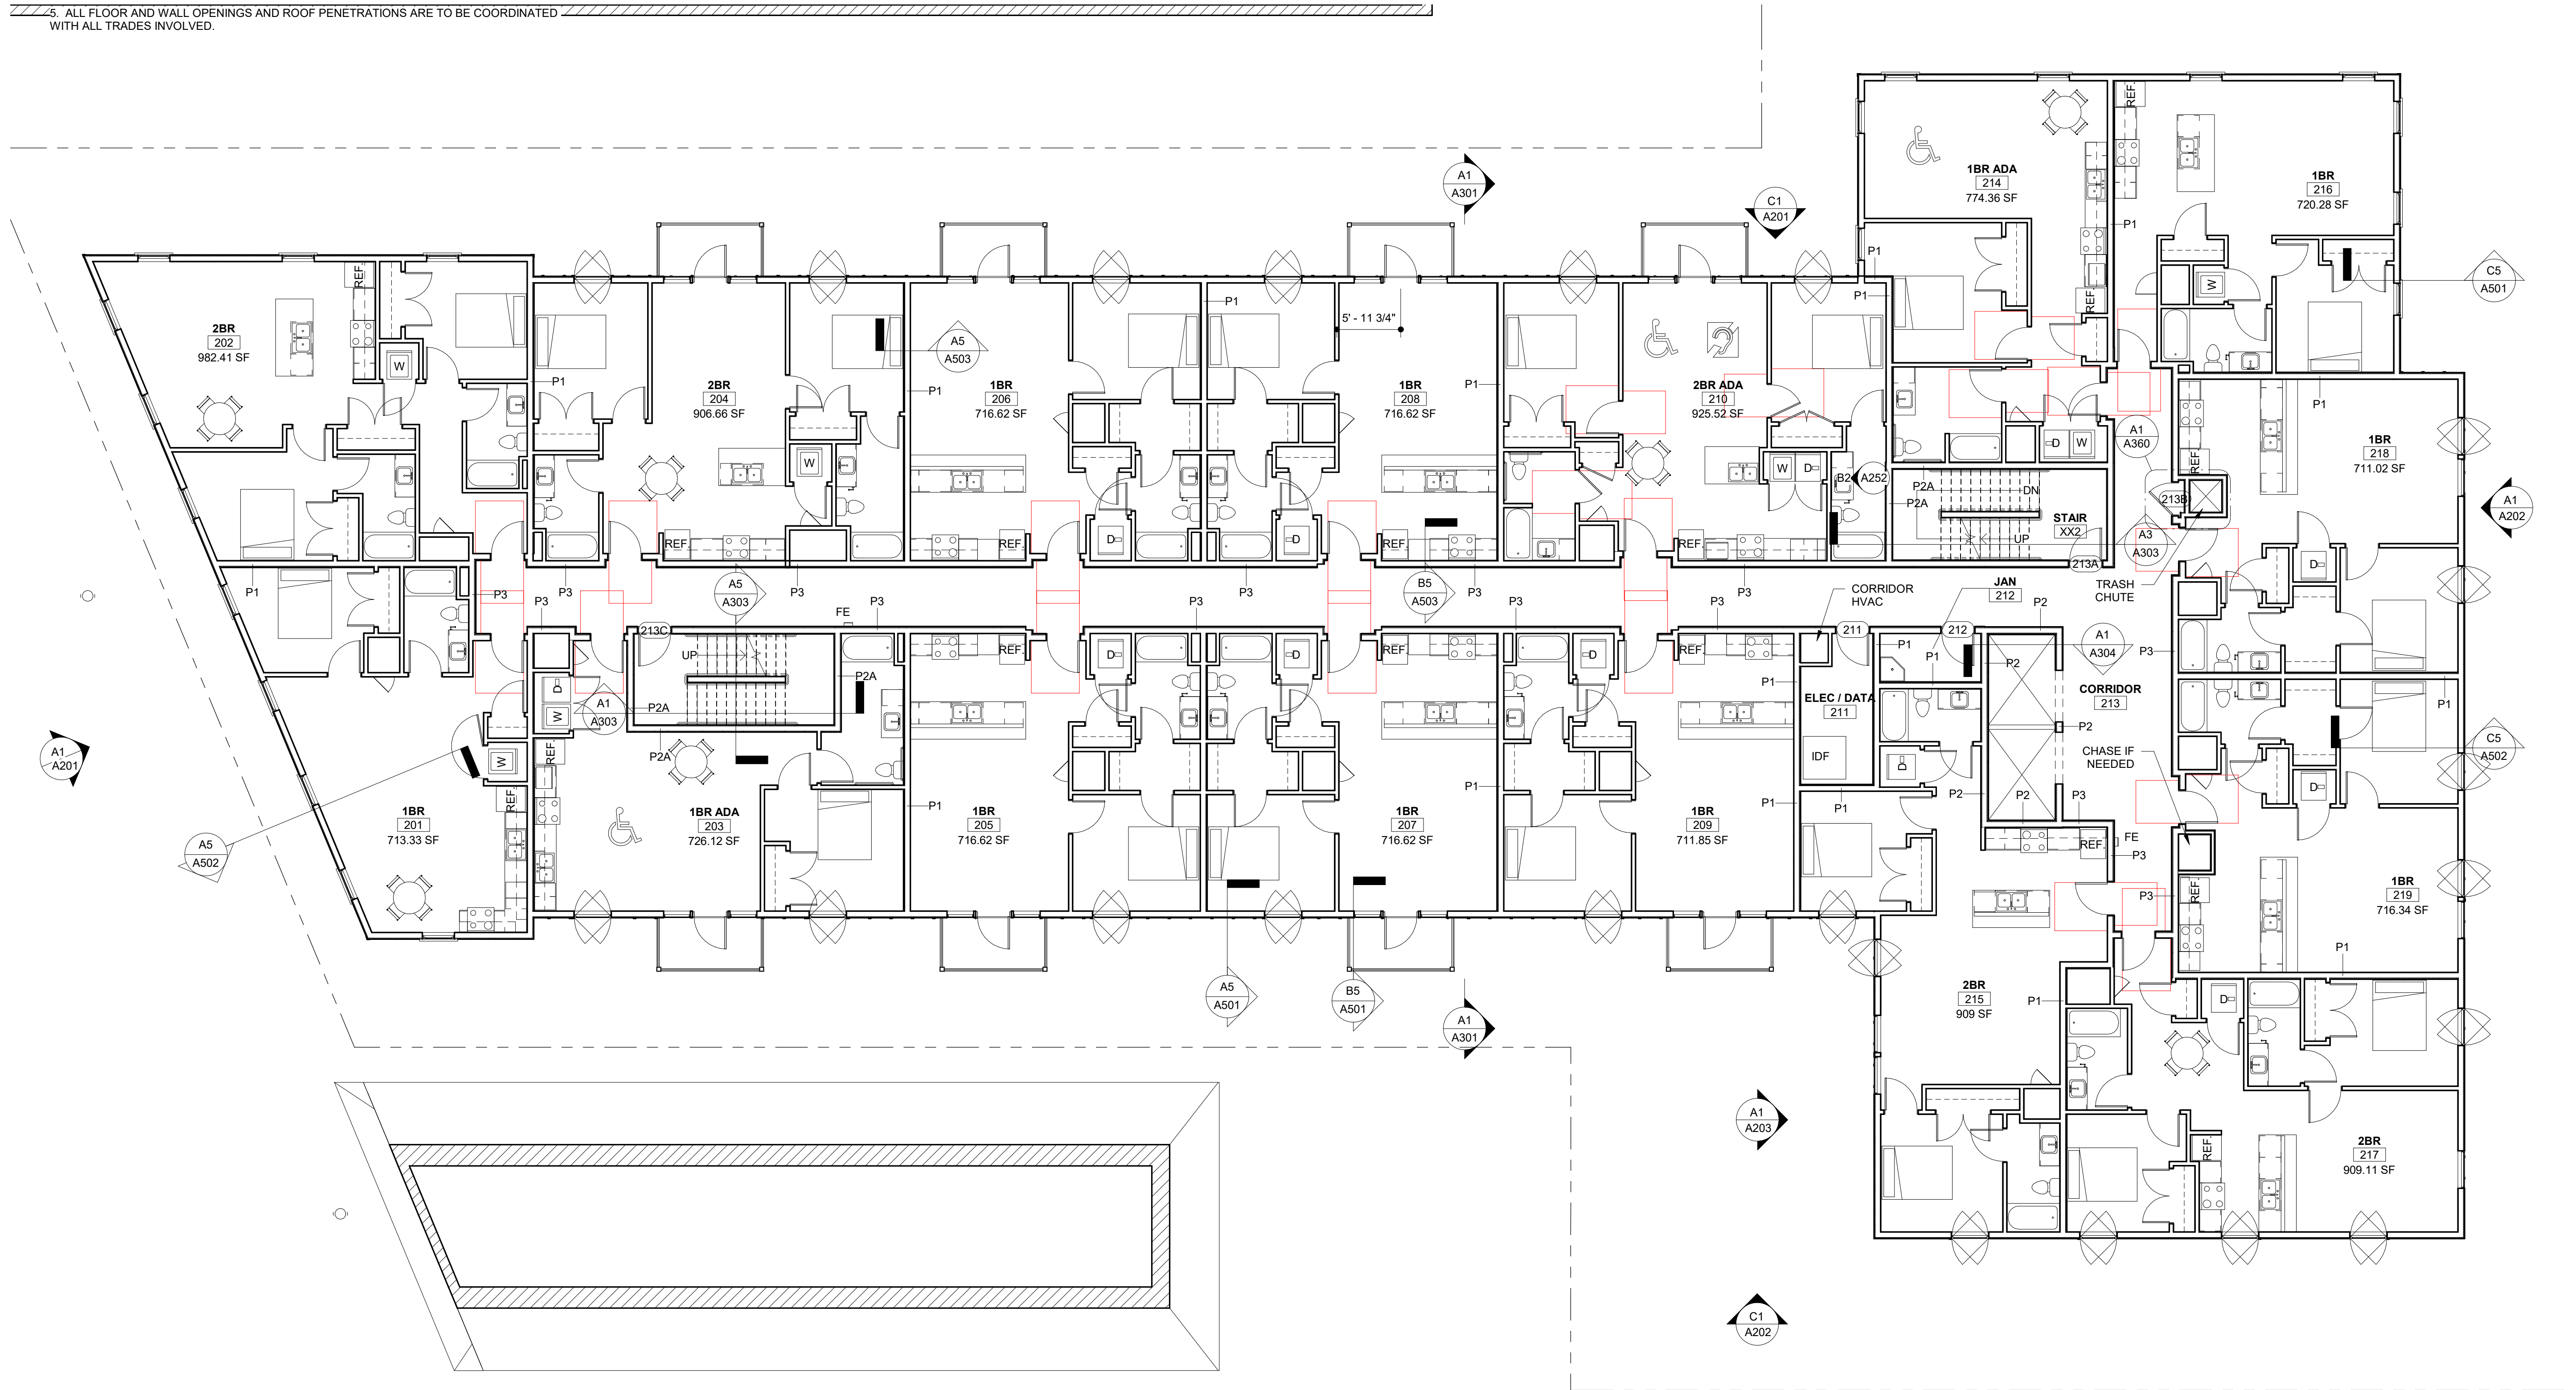 5. ALL FLOOR AND WALL OPENINGS AND ROOF PENETRATIONS ARE TO BE COORDINATED
WITH ALL TRADES INVOLVED.
REF.
1BR ADA
214
774.36 SF
1BR
216
720.28 SF
A1
A301
C1
A201
P1
P1
P1
REF.
W
C5
A501
REF.
2BR
202
982.41 SF
W
P1
2BR
204
906.66 SF
A5
A503
P1
1BR
206
716.62 SF
P1
5' - 11 3/4"
1BR
208
716.62 SF
P1
2BR ADA
210
925.52 SF
P1
A1
A360
D
W
1BR
218
711.02 SF
REF.
W
W
D
B2
A252
P2A
P2A
DN
STAIR
XX2
UP
213B
A1
A202
A3
A303
213A
REF.
REF.
D
D
REF.
REF.
D
P1
P3
P3
P3
A5
A303
P3
FE
P3
P3
P3
B5
A503
P3
P3
P3
P3
CORRIDOR
HVAC
JAN
212
TRASH
CHUTE
P2
213C
UP
P2A
D
W
A1
A303
P2A
P2A
REF.
D
D
REF.
D
REF.
211
212
P1
P1
P2
A1
A304
P3
P1
ELEC / DATA
211
IDF
CORRIDOR
213
P2
P1
CHASE IF
NEEDED
C5
A502
A1
A201
W
REF.
REF.
1BR
201
713.33 SF
A5
A502
1BR ADA
203
726.12 SF
P1
1BR
205
716.62 SF
P1
1BR
207
716.62 SF
P1
1BR
209
711.85 SF
P1
D
P2
P2
P3
REF.
FE
P3
D
1BR
219
716.34 SF
REF.
P3
P1
A5
A501
B5
A501
A1
A301
2BR
215
909 SF
P1
D
A1
A203
2BR
217
909.11 SF
REF.
C1
A202